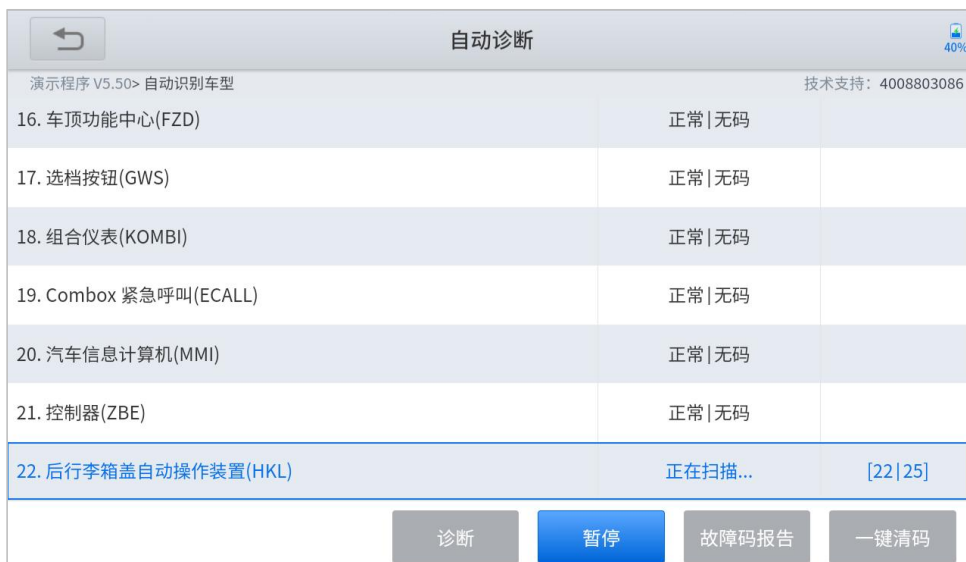 自动诊断
40%
演示程序 V5.50> 自动识别车型 技术支持：4008803086
16. 车顶功能中心(FZD) 正常|无码
17. 选档按钮(GWS) 正常|无码
18. 组合仪表(KOMBI) 正常|无码
19. Combox 紧急呼叫(ECALL) 正常|无码
20. 汽车信息计算机(MMI) 正常|无码
21. 控制器(ZBE) 正常|无码
22. 后行李箱盖自动操作装置(HKL) 正在扫描... [22|25]
诊断 暂停 故障码报告 一键清码